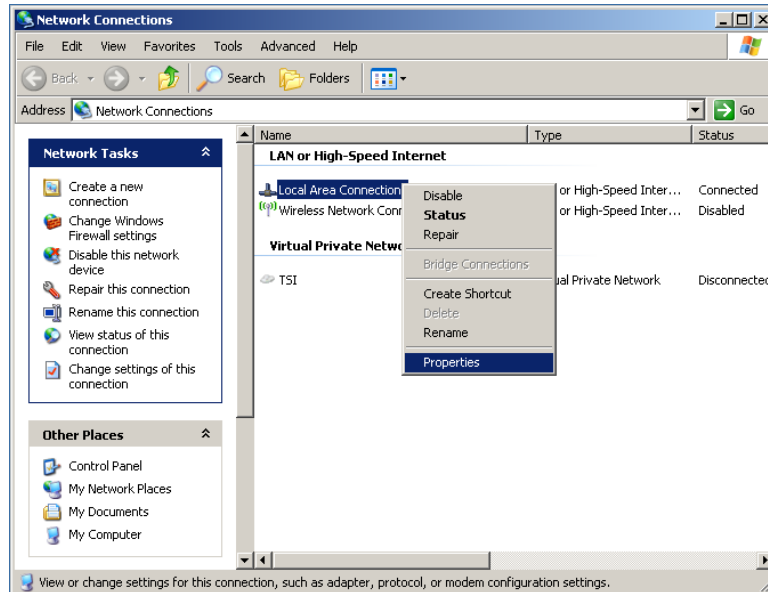 Network Connections
File Edit View Favorites Tools Advanced Help
Back Search Folders
Address Network Connections Go
Network Tasks
Create a new
connection
Change Windows
Firewall settings
Disable this network
device
Repair this connection
Rename this connection
View status of this
connection
Change settings of this
connection
Other Places
Control Panel
My Network Places
My Documents
My Computer
Name Type Status
LAN or High-Speed Internet
Local Area Connection or High-Speed Inter... Connected
Wireless Network Conn or High-Speed Inter... Disabled
Virtual Private Netwo
TSI ual Private Network Disconnected
Disable
Status
Repair
Bridge Connections
Create Shortcut
Delete
Rename
Properties
View or change settings for this connection, such as adapter, protocol, or modem configuration settings.